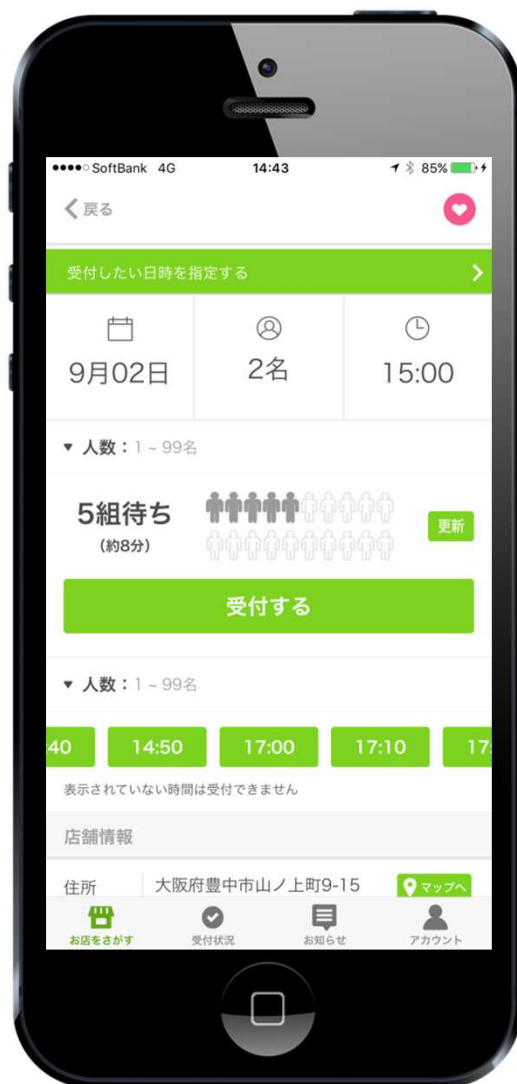 SoftBank 4G 14:43 85%
戻る
受付したい日時を指定する
9月02日 2名 15:00
人数：1 ~ 99名
5組待ち
(約8分)
更新
受付する
人数：1 ~ 99名
:40 14:50 17:00 17:10 17:
表示されていない時間は受付できません
店舗情報
住所 大阪府豊中市山ノ上町9-15 マップへ
お店をさがす 受付状況 お知らせ アカウント